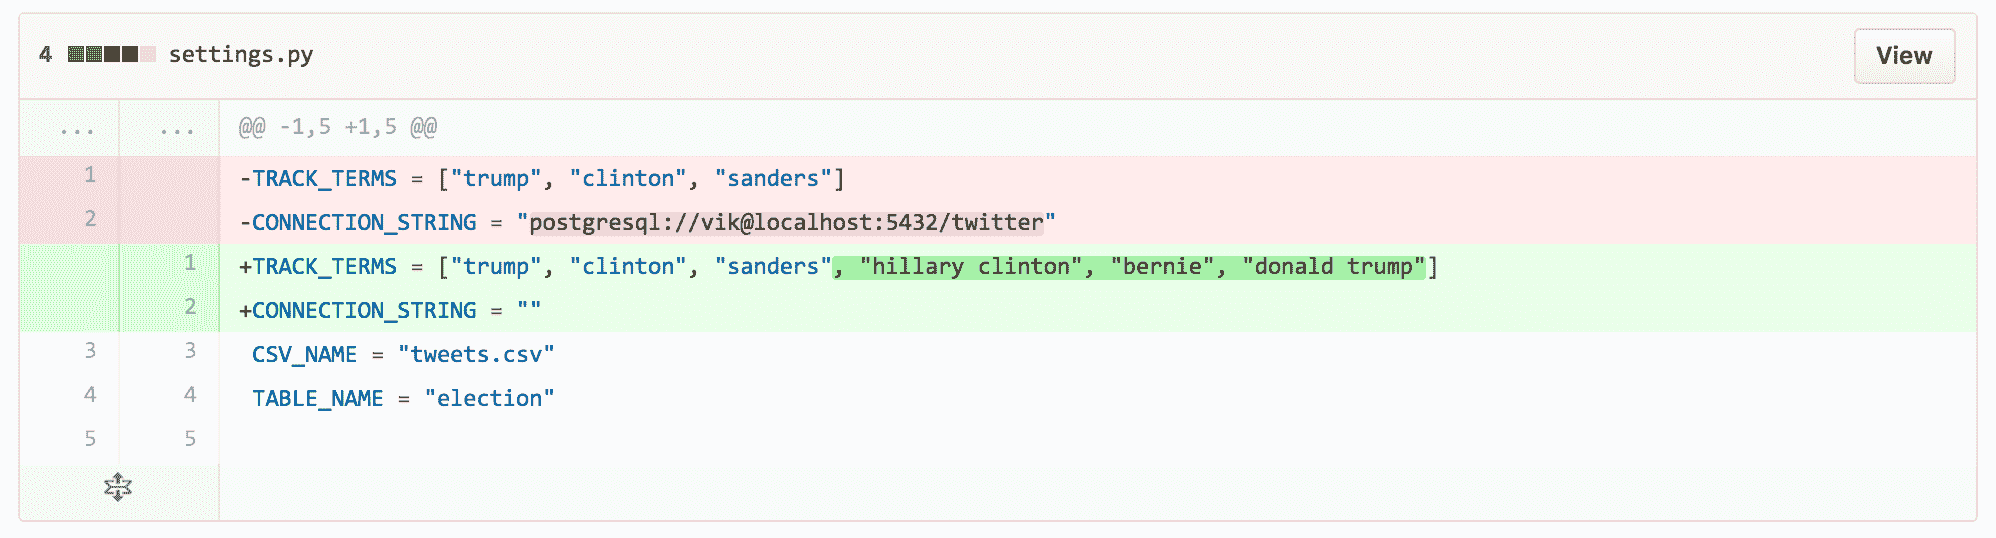 4 settings.py View
... ... @@ -1,5 +1,5 @@
1 -TRACK_TERMS = ["trump", "clinton", "sanders"]
2 -CONNECTION_STRING = "postgresql://vik@localhost:5432/twitter"
1 +TRACK_TERMS = ["trump", "clinton", "sanders", "hillary clinton", "bernie", "donald trump"]
2 +CONNECTION_STRING = ""
3 3 CSV_NAME = "tweets.csv"
4 4 TABLE_NAME = "election"
5 5